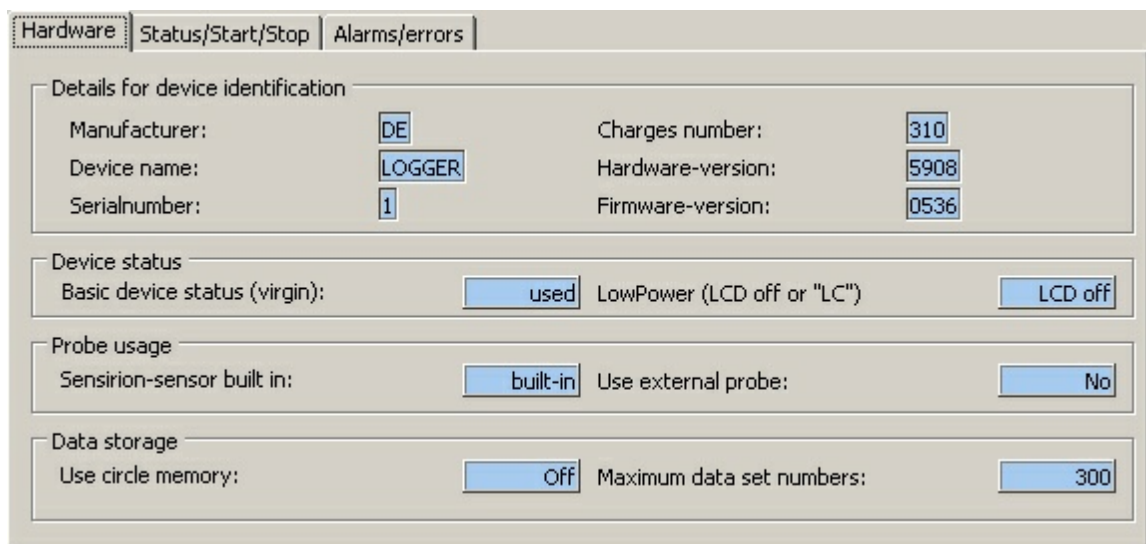 Hardware Status/Start/Stop Alarms/errors
Details for device identification
Manufacturer: DE Charges number: 310
Device name: LOGGER Hardware-version: 5908
Serialnumber: 1 Firmware-version: 0536
Device status
Basic device status (virgin): used LowPower (LCD off or "LC") LCD off
Probe usage
Sensirion-sensor built in: built-in Use external probe: No
Data storage
Use circle memory: Off Maximum data set numbers: 300